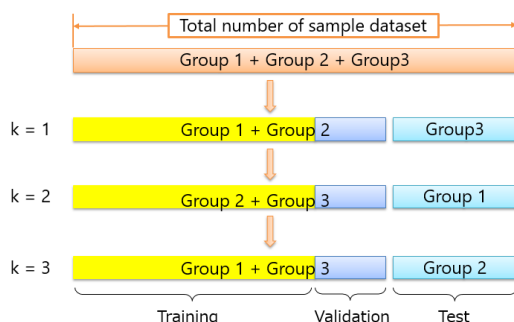 Total number of sample dataset
Group 1 + Group 2 + Group3
k = 1
Group 1 + Group 2
Group3
k = 2
Group 2 + Group 3
Group 1
k = 3
Group 1 + Group 3
Group 2
Training
Validation
Test